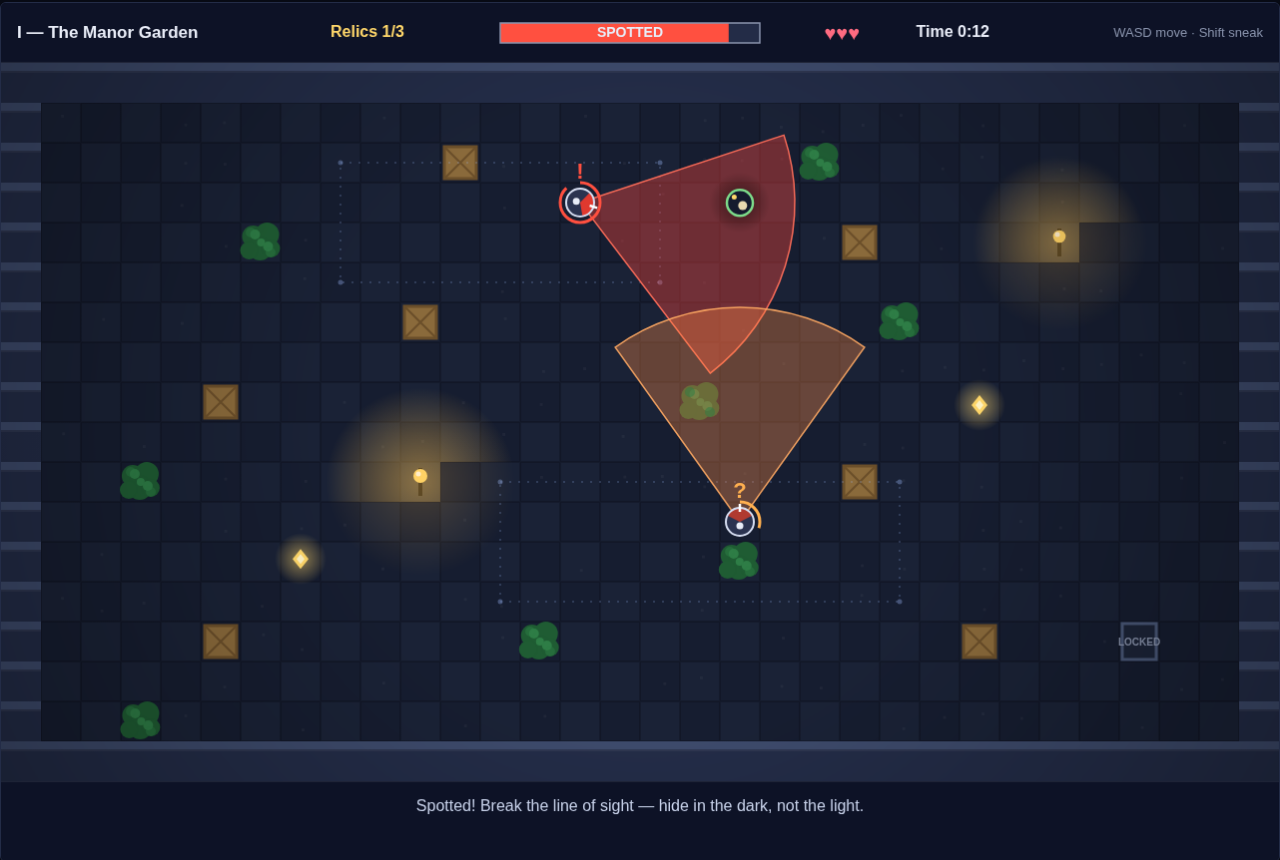 I — The Manor Garden
Relics 1/3
SPOTTED
♥♥♥
Time 0:12
WASD move · Shift sneak
!
?
LOCKED
Spotted! Break the line of sight — hide in the dark, not the light.